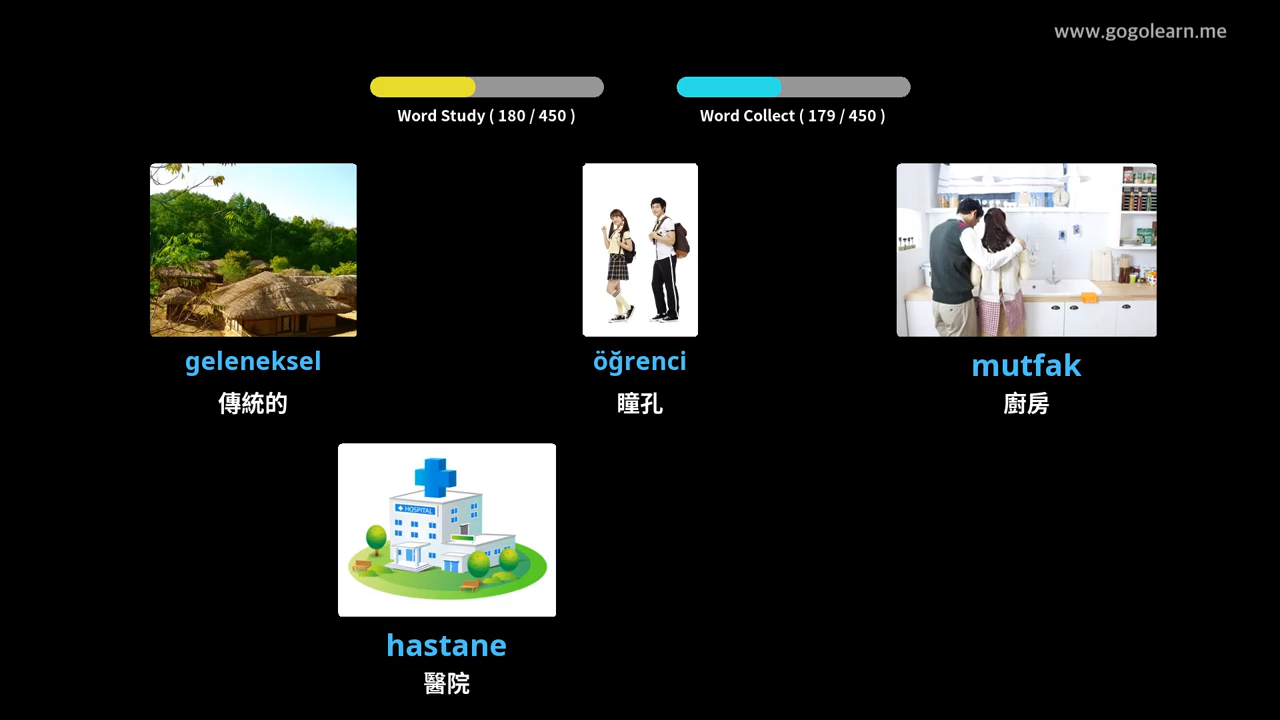 www.gogolearn.me
Word Study ( 180 / 450 )
Word Collect ( 179 / 450 )
geleneksel
傳統的
öğrenci
瞳孔
mutfak
廚房
HOSPITAL
hastane
醫院